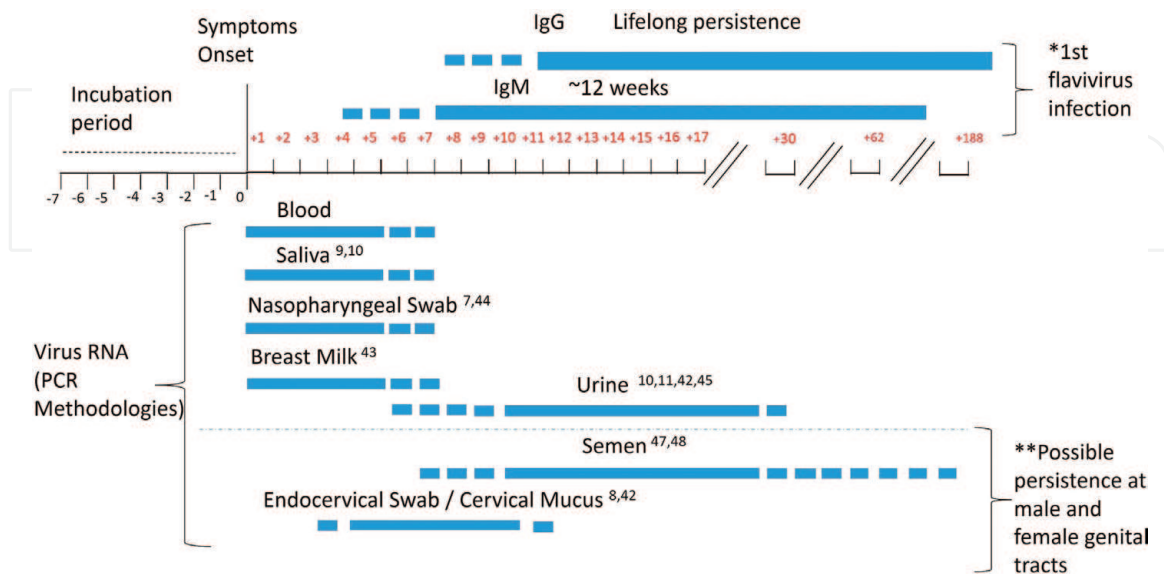 Symptoms
Onset
IgG Lifelong persistence
*1st
flavivirus
infection
IgM ~12 weeks
Incubation
period
+1 +2 +3 +4 +5 +6 +7 +8 +9 +10 +11 +12 +13 +14 +15 +16 +17 +30 +62 +188
-7 -6 -5 -4 -3 -2 -1 0
Blood
Saliva 9,10
Nasopharyngeal Swab 7,44
Breast Milk 43
Virus RNA
(PCR
Methodologies)
Urine 10,11,42,45
Semen 47,48
Endocervical Swab / Cervical Mucus 8,42
**Possible
persistence at
male and
female genital
tracts